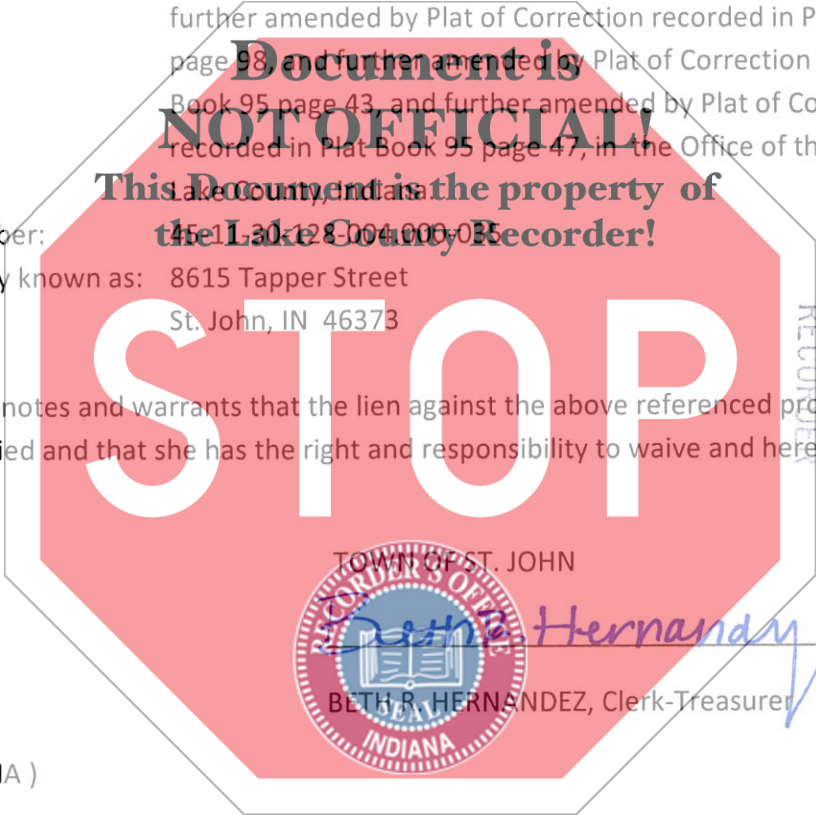 further amended by Plat of Correction recorded in P
page 98, and further amended by Plat of Correction
Book 95 page 43, and further amended by Plat of Co
recorded in Plat Book 95 page 47, in the Office of th
Lake County, Indiana.
Document is
NOT OFFICIAL!
This Document is the property of
the Lake County Recorder!
ber: 45-11-30-128-004.000-035
y known as: 8615 Tapper Street
St. John, IN 46373
STOP
RECORDER
notes and warrants that the lien against the above referenced pro
ied and that she has the right and responsibility to waive and here
TOWN OF ST. JOHN
Beth R. Hernandez
BETH R. HERNANDEZ, Clerk-Treasurer
RECORDER'S OFFICE
SEAL
INDIANA
IA )